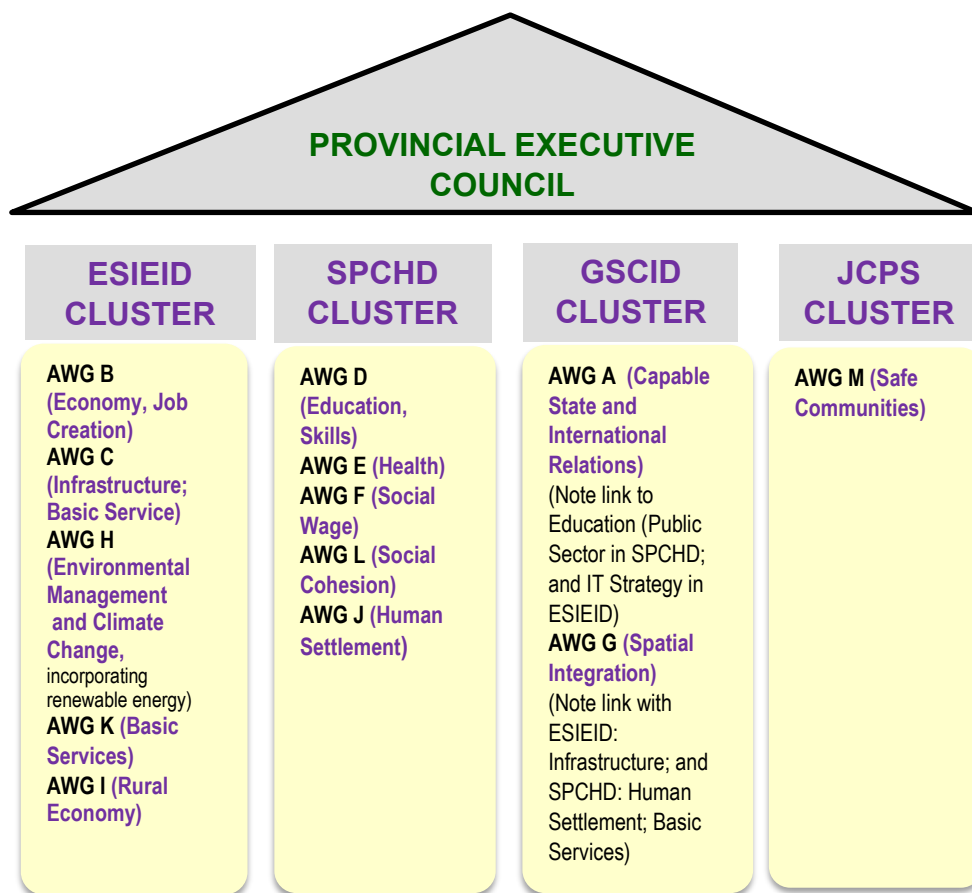 PROVINCIAL EXECUTIVE
COUNCIL
ESIEID
CLUSTER
AWG B
(Economy, Job
Creation)
AWG C
(Infrastructure;
Basic Service)
AWG H
(Environmental
Management
and Climate
Change,
incorporating
renewable energy)
AWG K (Basic
Services)
AWG I (Rural
Economy)
SPCHD
CLUSTER
AWG D
(Education,
Skills)
AWG E (Health)
AWG F (Social
Wage)
AWG L (Social
Cohesion)
AWG J (Human
Settlement)
GSCID
CLUSTER
AWG A (Capable
State and
International
Relations)
(Note link to
Education (Public
Sector in SPCHD;
and IT Strategy in
ESIEID)
AWG G (Spatial
Integration)
(Note link with
ESIEID:
Infrastructure; and
SPCHD: Human
Settlement; Basic
Services)
JCPS
CLUSTER
AWG M (Safe
Communities)